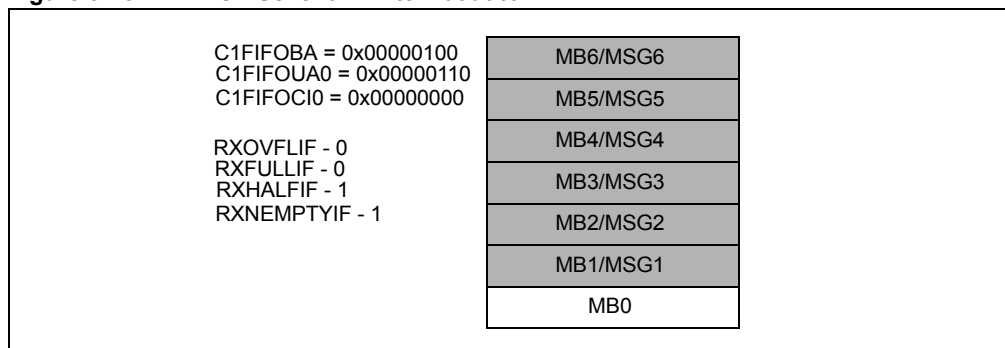 C1FIFOBA = 0x00000100
C1FIFOUA0 = 0x00000110
C1FIFOCI0 = 0x00000000
RXOVFLIF - 0
RXFULLIF - 0
RXHALFIF - 1
RXNEMPTYIF - 1
MB6/MSG6
MB5/MSG5
MB4/MSG4
MB3/MSG3
MB2/MSG2
MB1/MSG1
MB0